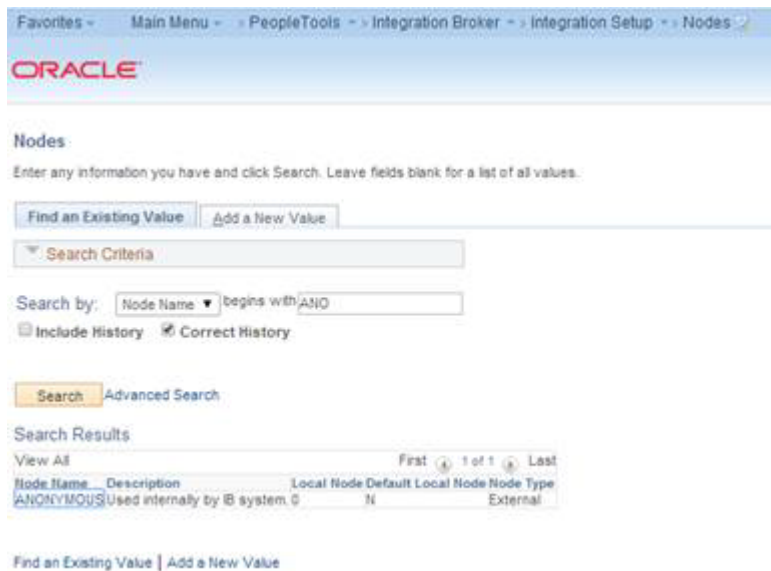 Favorites Main Menu PeopleTools Integration Broker Integration Setup Nodes
ORACLE
Nodes
Enter any information you have and click Search. Leave fields blank for a list of all values.
Find an Existing Value Add a New Value
Search Criteria
Search by: Node Name begins with ANO
Include History Correct History
Search Advanced Search
Search Results
View All First 1 of 1 Last
Node Name Description Local Node Default Local Node Node Type
ANONYMOUS Used internally by IB system. 0 N External
Find an Existing Value | Add a New Value